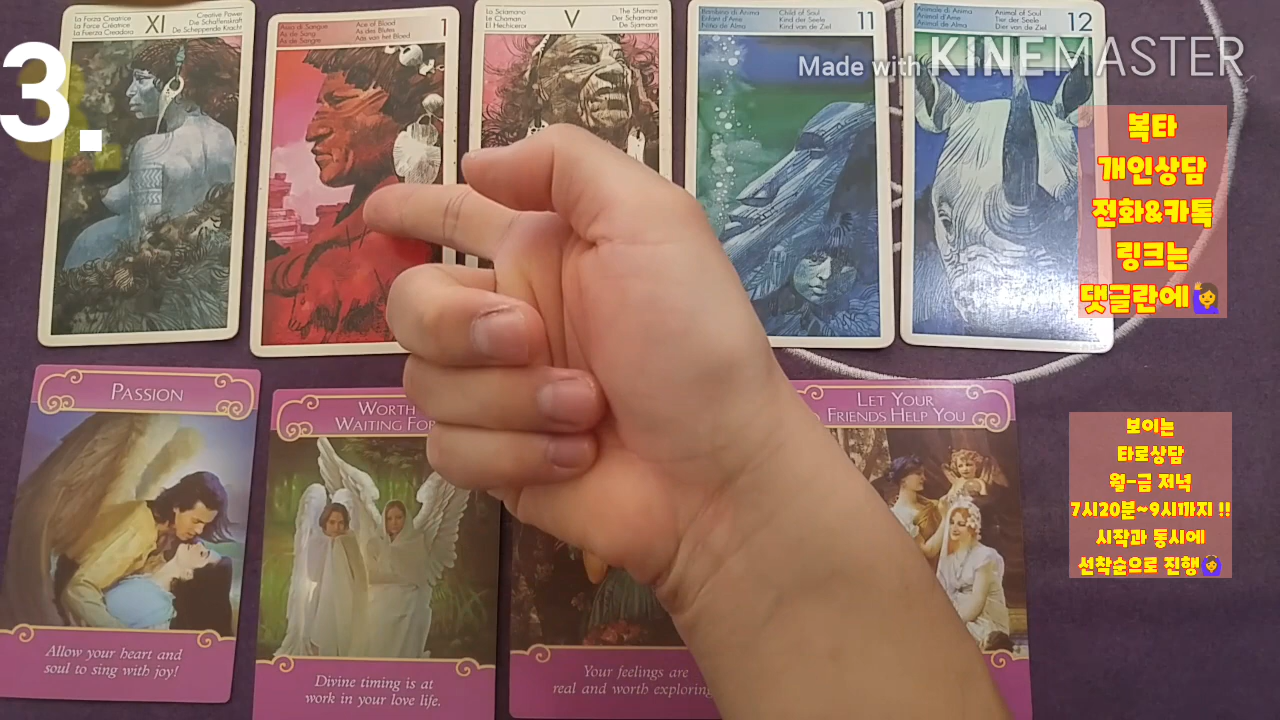 3.
La Forza Creatrice
La Force Créatrice
La Fuerza Creadora
XI
Creative Power
Die Schaffenskraft
De Scheppende Kracht
Asso di Sangue
As de Sang
As de Sangre
Ace of Blood
As des Blutes
Aas van het Bloed
1
Lo Sciamano
Le Chaman
El Hechicero
V
The Shaman
Der Schamane
De Sjamaan
Bambino di Anima
Enfant d'Ame
Niño de Alma
Child of Soul
Kind der Seele
Kind van de Ziel
11
Animale di Anima
Animal d'Ame
Animal de Alma
Animal of Soul
Tier der Seele
Dier van de Ziel
12
Made with KINEMASTER
복타
개인상담
전화&카톡
링크는
댓글란에🙋‍♀️
PASSION
Allow your heart and
soul to sing with joy!
WORTH
WAITING FOR
Divine timing is at
work in your love life.
Your feelings are
real and worth exploring
LET YOUR
FRIENDS HELP YOU
보이는
타로상담
월-금 저녁
7시20분~9시까지 !!
시작과 동시에
선착순으로 진행🙆‍♀️